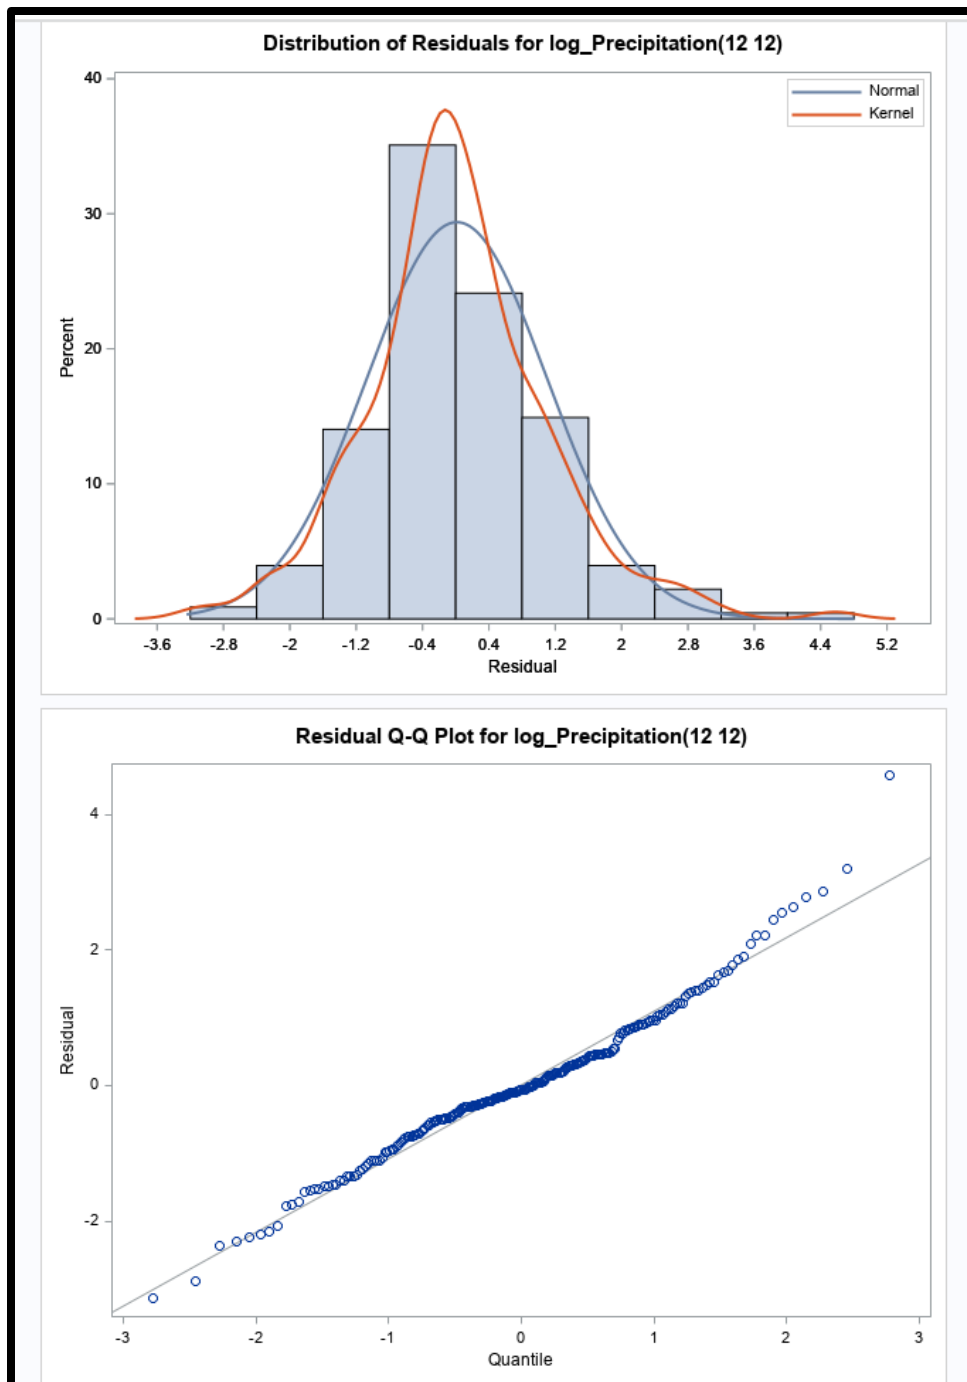 Distribution of Residuals for log_Precipitation(12 12)
Normal
Kernel
40
30
20
10
0
Percent
-3.6 -2.8 -2 -1.2 -0.4 0.4 1.2 2 2.8 3.6 4.4 5.2
Residual
Residual Q-Q Plot for log_Precipitation(12 12)
4
2
0
-2
Residual
-3 -2 -1 0 1 2 3
Quantile